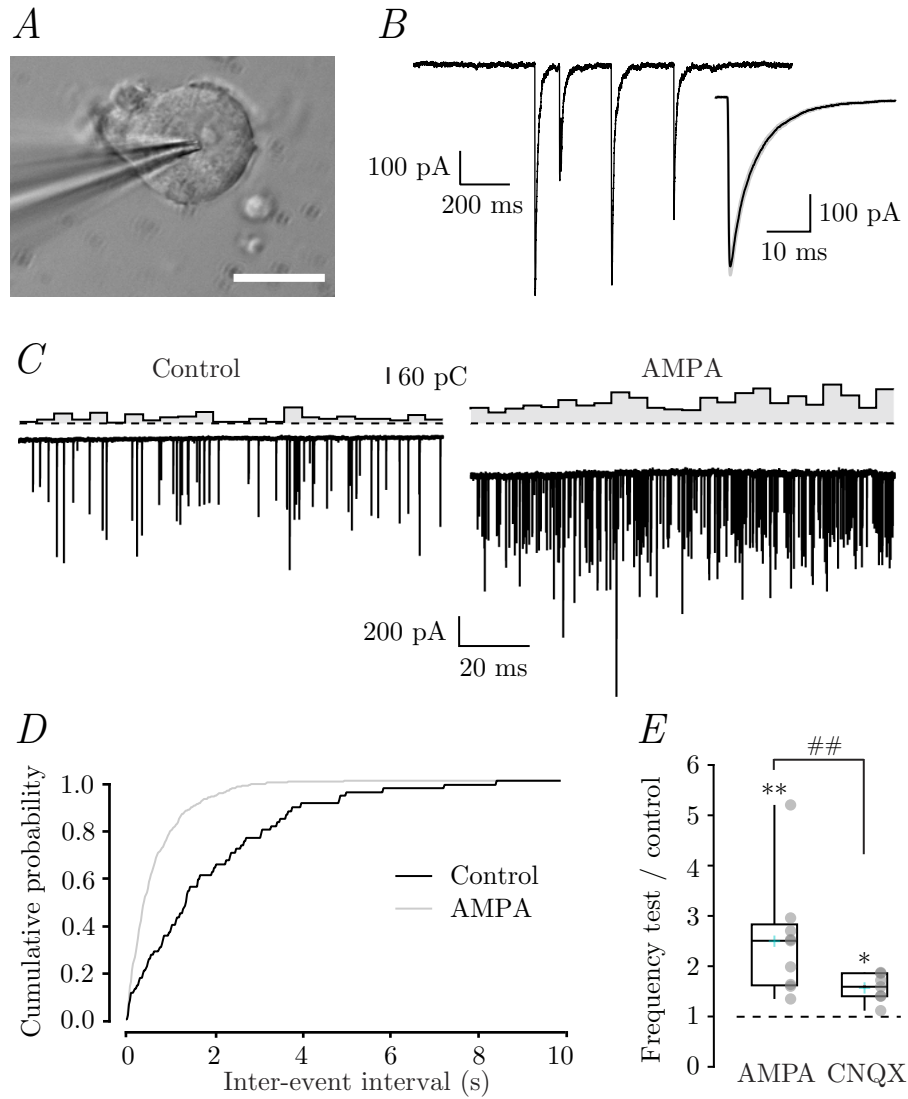 A
B
100 pA
200 ms
100 pA
10 ms
C
Control
60 pC
AMPA
200 pA
20 ms
D
Cumulative probability
1.0
0.8
0.6
0.4
0.2
0.0
Control
AMPA
0
2
4
6
8
10
Inter-event interval (s)
E
##
Frequency test / control
6
5
4
3
2
1
0
**
*
AMPA
CNQX